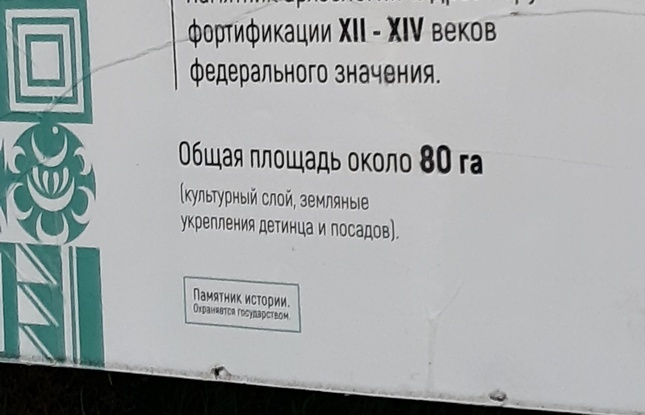 фортификации XII - XIV веков
федерального значения.
Общая площадь около 80 га
(культурный слой, земляные
укрепления детинца и посадов).
Памятник истории.
Охраняется государством.